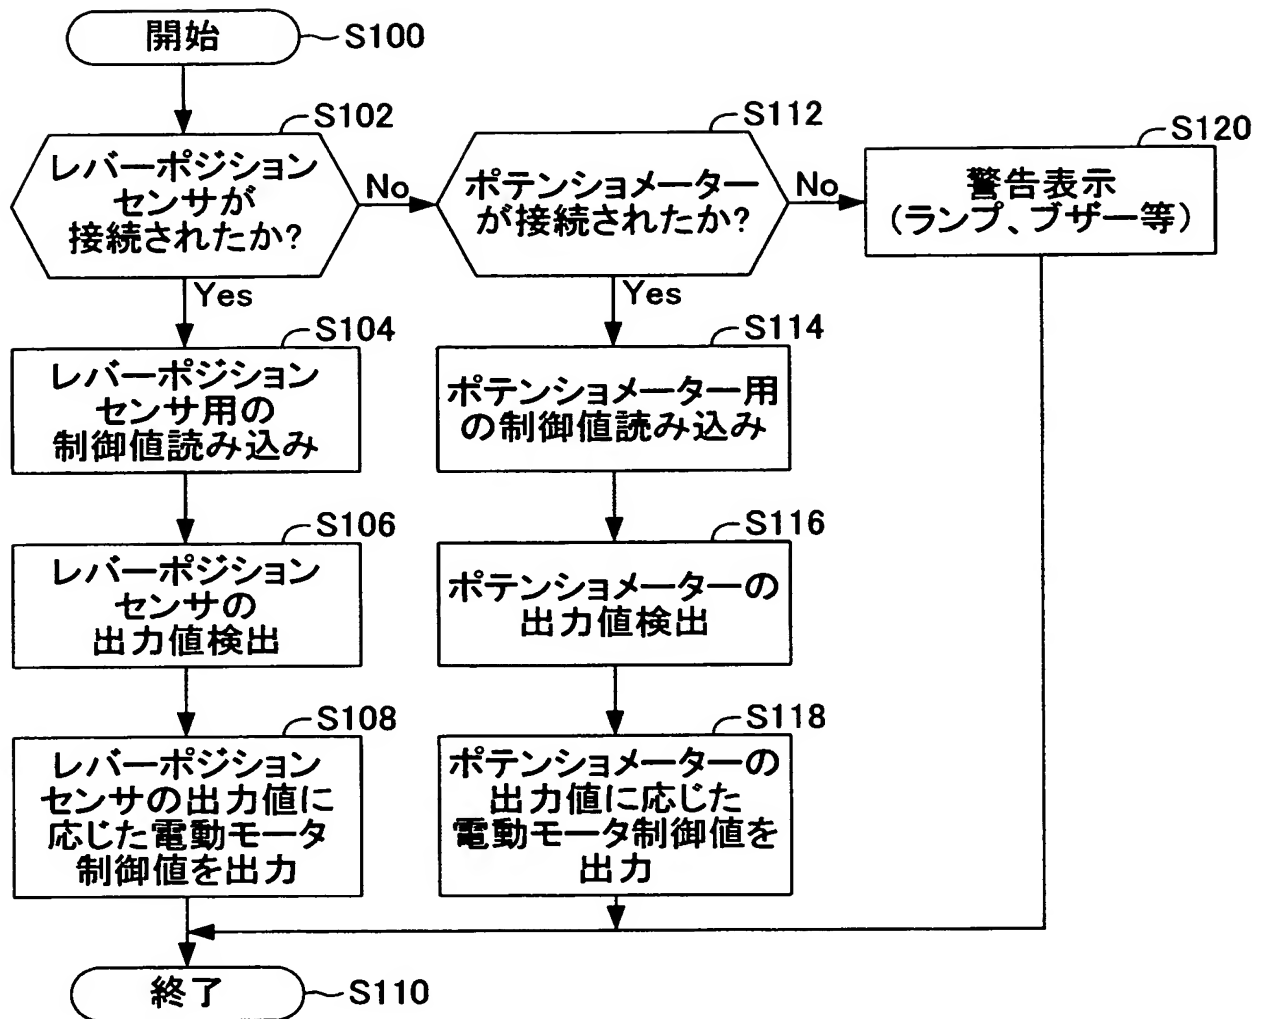 開始
S100
S102
レバーポジション
センサが
接続されたか?
No
Yes
S112
ポテンショメーター
が接続されたか?
No
Yes
S120
警告表示
(ランプ、ブザー等)
S104
レバーポジション
センサ用の
制御値読み込み
S114
ポテンショメーター用
の制御値読み込み
S106
レバーポジション
センサの
出力値検出
S116
ポテンショメーターの
出力値検出
S108
レバーポジション
センサの出力値に
応じた電動モータ
制御値を出力
S118
ポテンショメーターの
出力値に応じた
電動モータ制御値を
出力
終了
S110